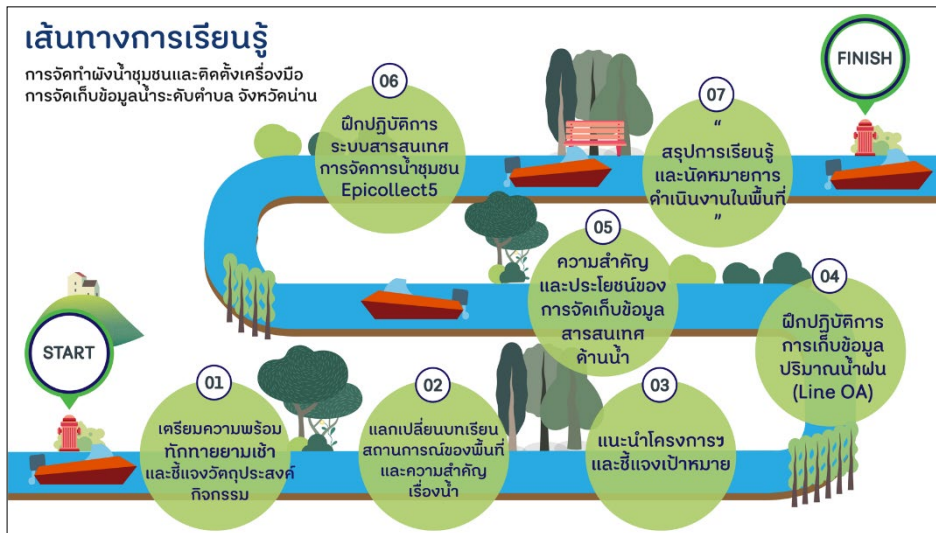 เส้นทางการเรียนรู้
การจัดทำผังน้ำชุมชนและติดตั้งเครื่องมือ
การจัดเก็บข้อมูลน้ำระดับตำบล จังหวัดน่าน
START
01
เตรียมความพร้อม
ทักทายยามเช้า
และชี้แจงวัตถุประสงค์
กิจกรรม
02
แลกเปลี่ยนบทเรียน
สถานการณ์ของพื้นที่
และความสำคัญ
เรื่องน้ำ
03
แนะนำโครงการฯ
และชี้แจงเป้าหมาย
04
ฝึกปฏิบัติการ
การเก็บข้อมูล
ปริมาณน้ำฝน
(Line OA)
05
ความสำคัญ
และประโยชน์ของ
การจัดเก็บข้อมูล
สารสนเทศ
ด้านน้ำ
06
ฝึกปฏิบัติการ
ระบบสารสนเทศ
การจัดการน้ำชุมชน
Epicollect5
07
“
สรุปการเรียนรู้
และนัดหมายการ
ดำเนินงานในพื้นที่
”
FINISH